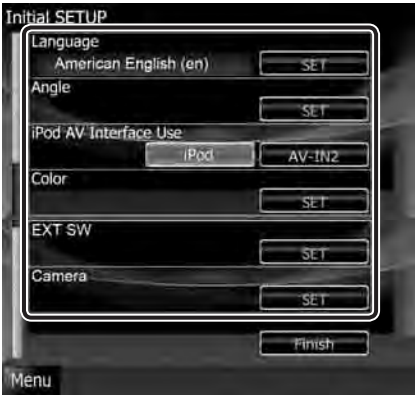 Initial SETUP
Language
American English (en)
SET
Angle
SET
iPod AV Interface Use
iPod
AV-IN2
Color
SET
EXT SW
SET
Camera
SET
Finish
Menu